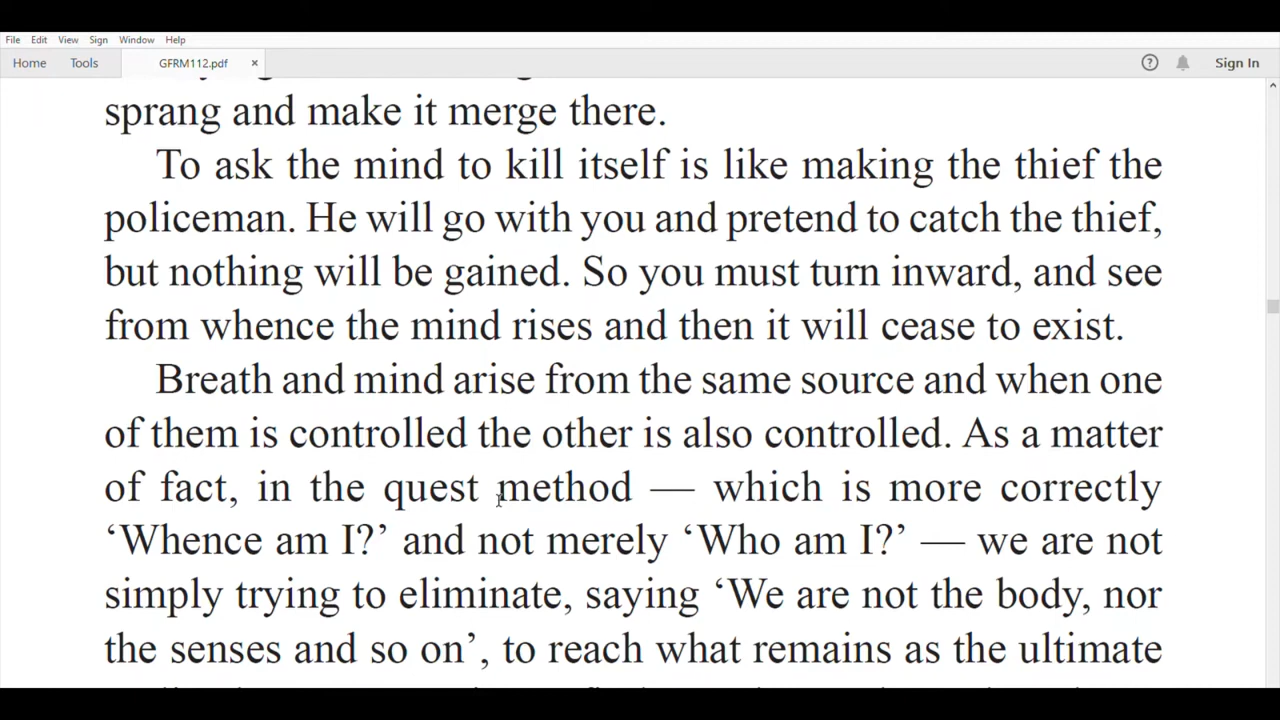 File Edit View Sign Window Help
Home Tools GFRM112.pdf × ? Sign In
sprang and make it merge there.
To ask the mind to kill itself is like making the thief the
policeman. He will go with you and pretend to catch the thief,
but nothing will be gained. So you must turn inward, and see
from whence the mind rises and then it will cease to exist.
Breath and mind arise from the same source and when one
of them is controlled the other is also controlled. As a matter
of fact, in the quest method — which is more correctly
‘Whence am I?’ and not merely ‘Who am I?’ — we are not
simply trying to eliminate, saying ‘We are not the body, nor
the senses and so on’, to reach what remains as the ultimate